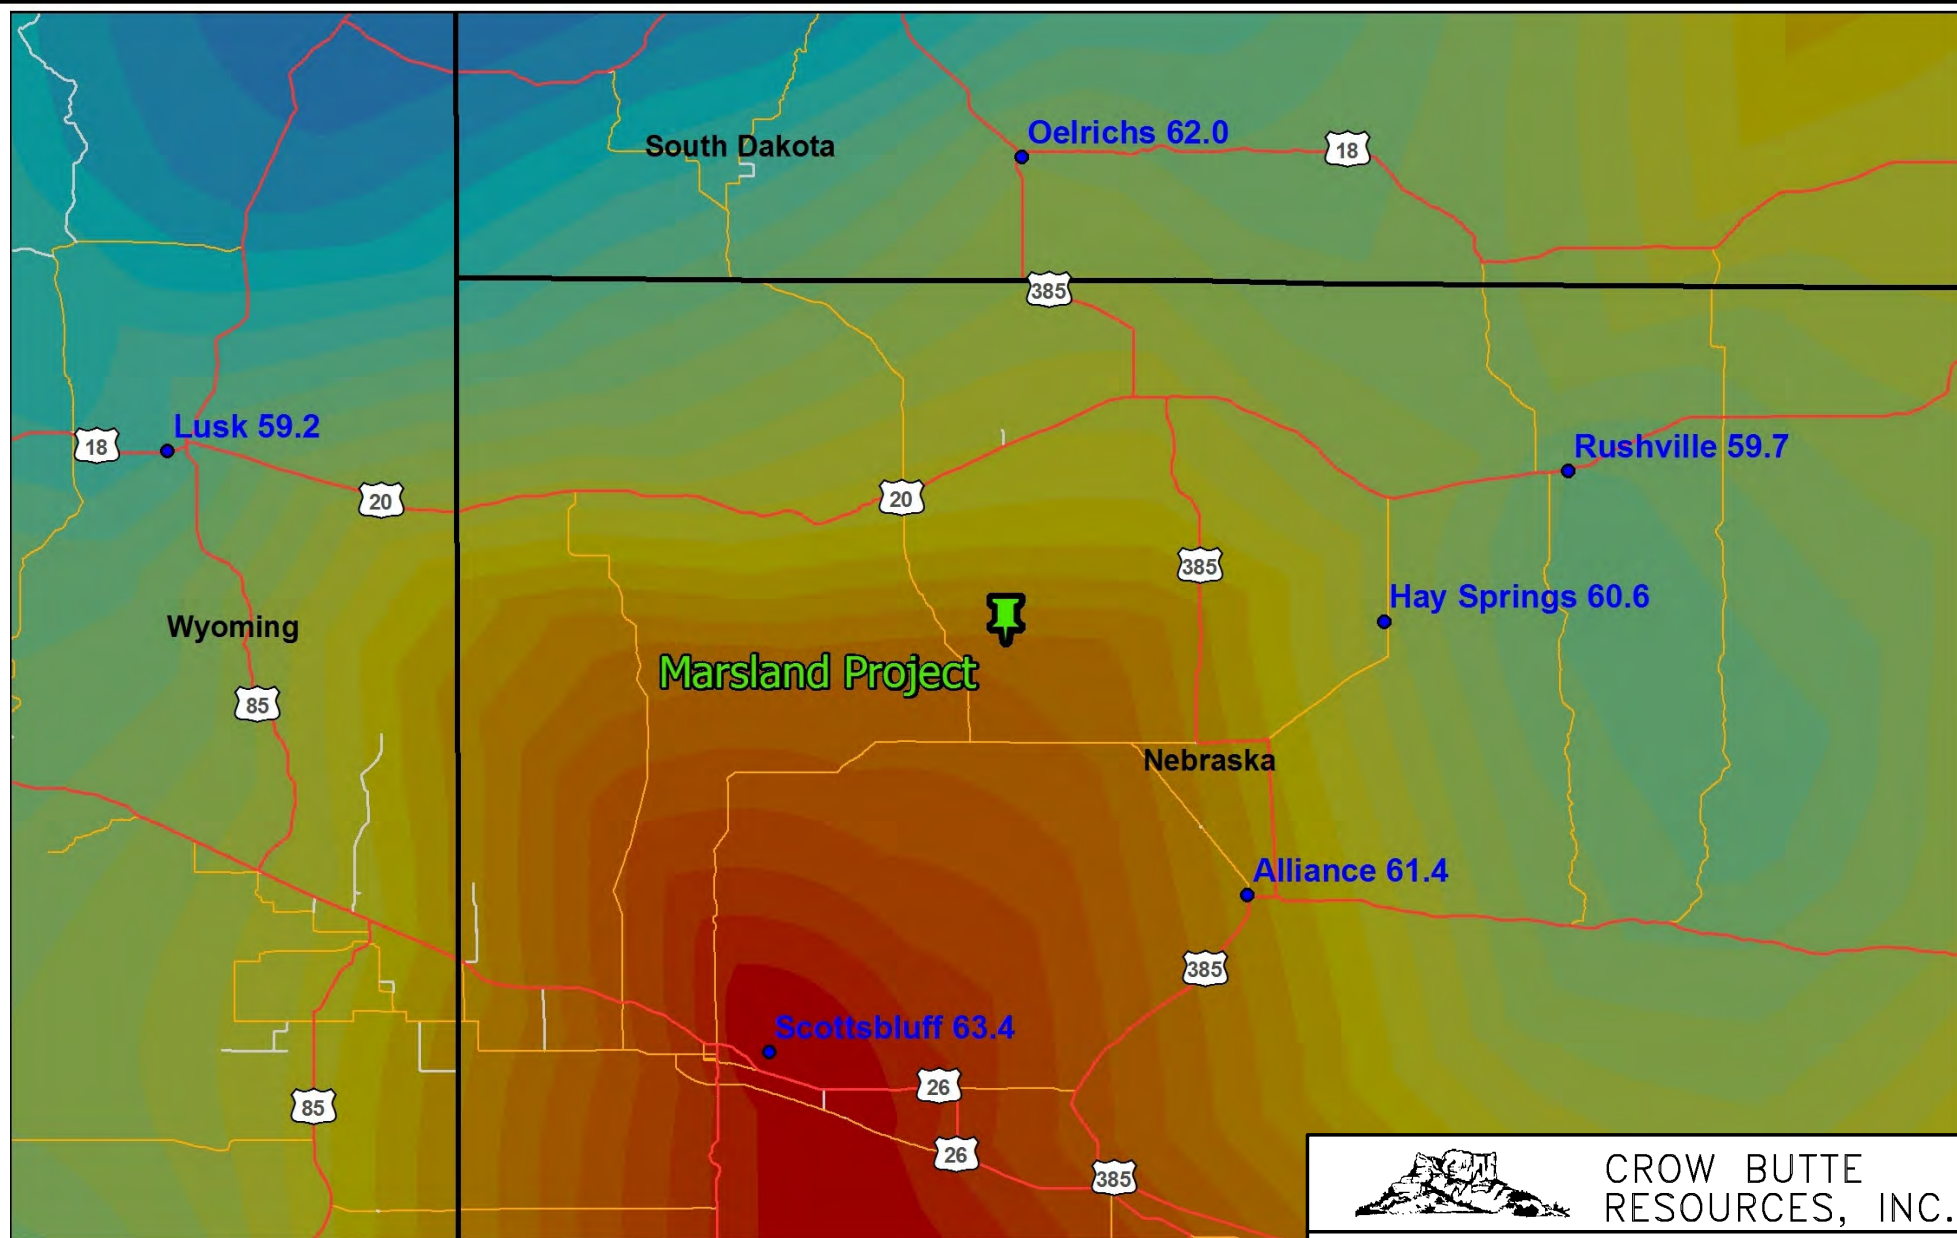 South Dakota
Oelrichs 62.0
18
385
Lusk 59.2
18
20
20
Rushville 59.7
385
Hay Springs 60.6
Wyoming
Marsland Project
85
Nebraska
Alliance 61.4
385
Scottsbluff 63.4
26
85
26
385
CROW BUTTE
RESOURCES, INC.